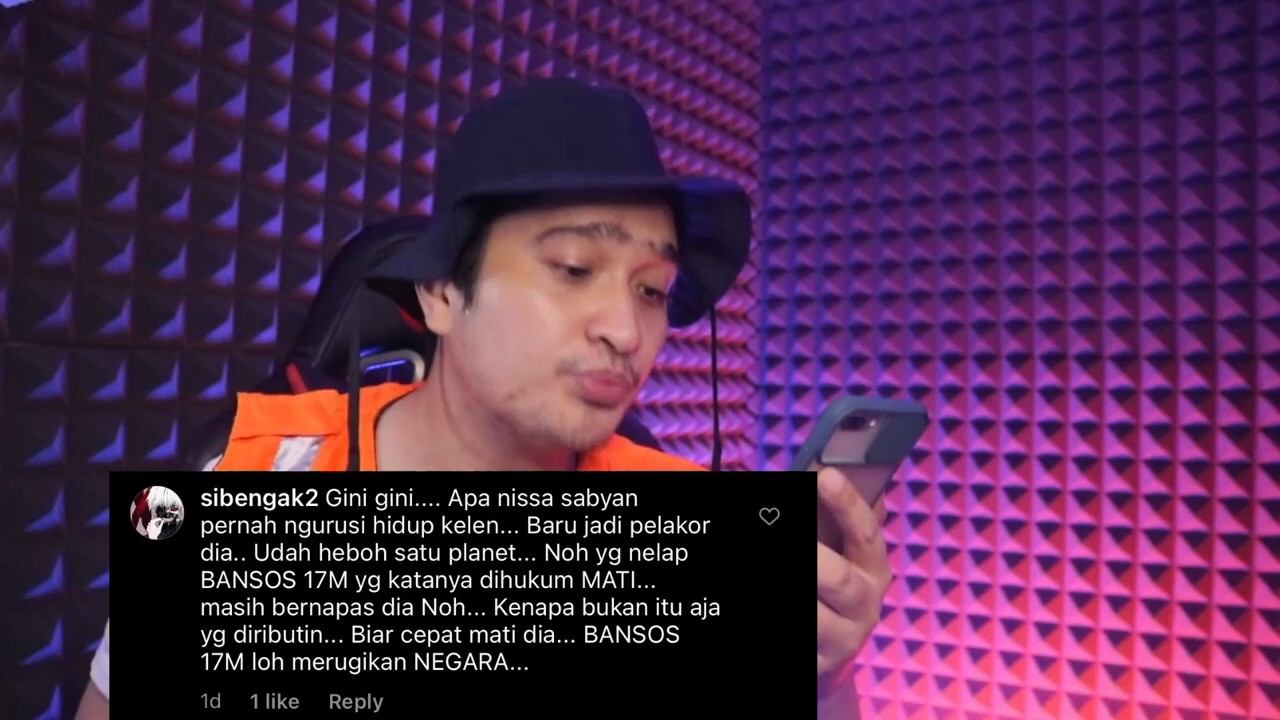 sibengak2 Gini gini.... Apa nissa sabyan
pernah ngurusi hidup kelen... Baru jadi pelakor
dia.. Udah heboh satu planet... Noh yg nelap
BANSOS 17M yg katanya dihukum MATI...
masih bernapas dia Noh... Kenapa bukan itu aja
yg diributin... Biar cepat mati dia... BANSOS
17M loh merugikan NEGARA...
1d 1 like Reply